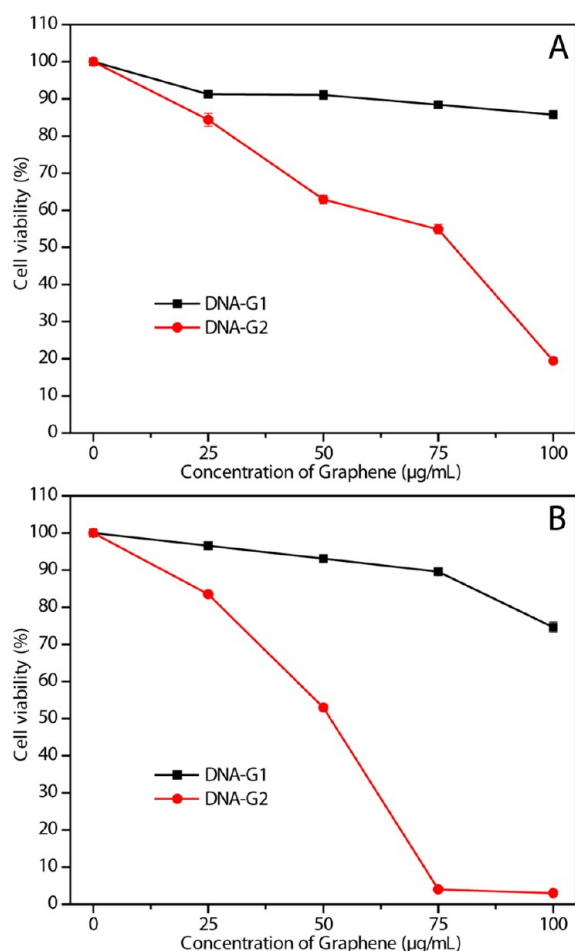 A
110
100
90
80
70
60
50
40
30
20
10
0
Cell viability (%)
DNA-G1
DNA-G2
0 25 50 75 100
Concentration of Graphene (µg/mL)
B
110
100
90
80
70
60
50
40
30
20
10
0
Cell viability (%)
DNA-G1
DNA-G2
0 25 50 75 100
Concentration of Graphene (µg/mL)